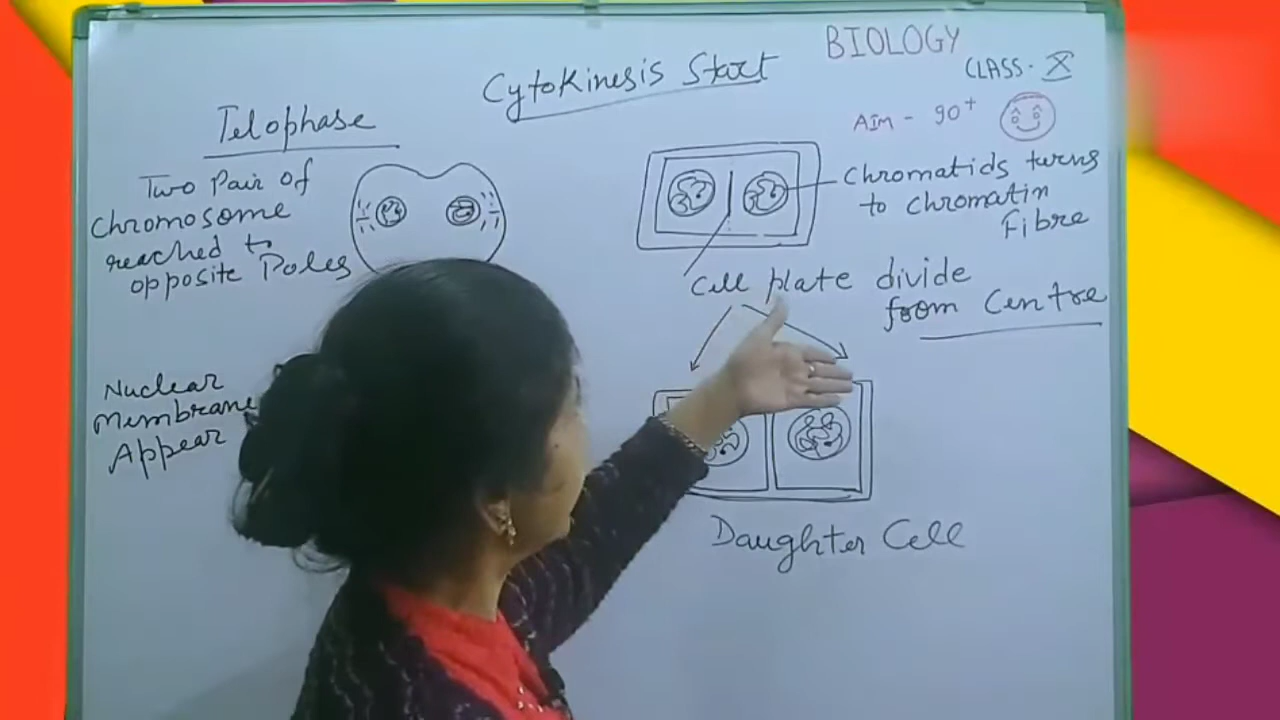 BIOLOGY
CLASS - X
AIM - 90+
Cytokinesis Start
Telophase
Two Pair of
chromosome
reached to
opposite Poles
Nuclear
Membrane
Appear
Chromatids turns
to chromatin
Fibre
Cell plate divide
from Centre
Daughter Cell